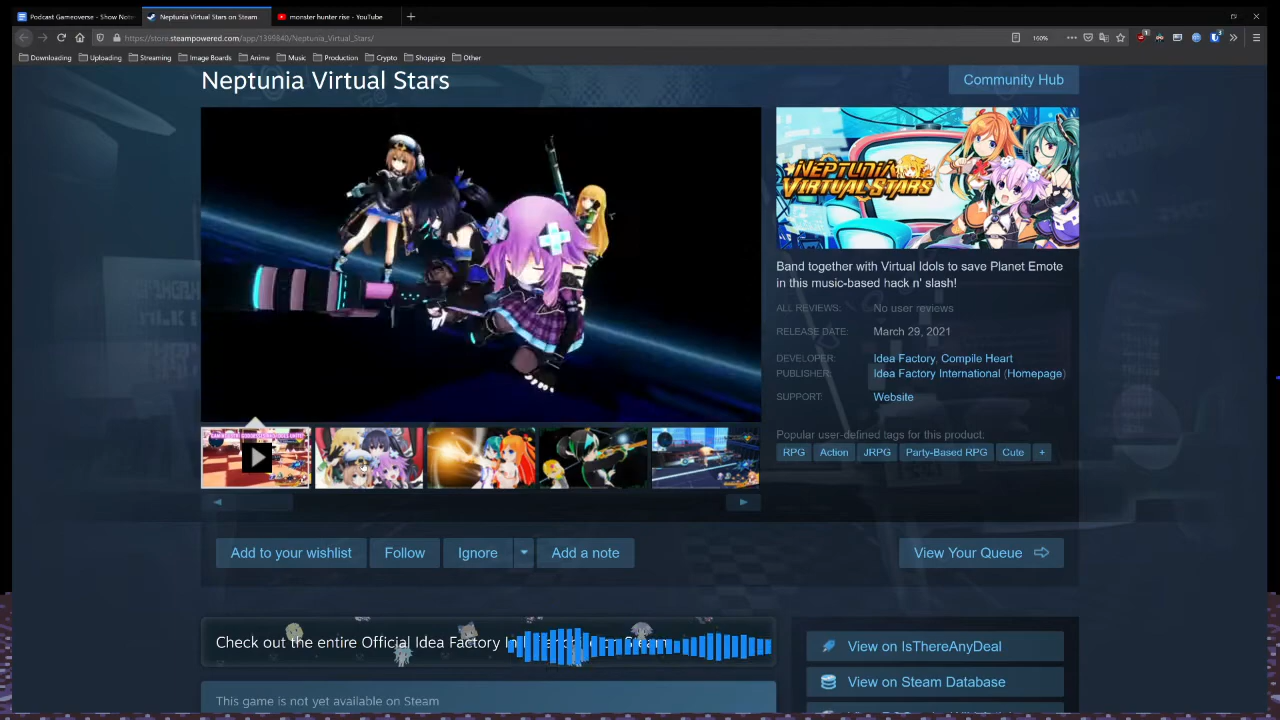 Podcast Gameoverse - Show Note
Neptunia Virtual Stars on Steam
monster hunter rise - YouTube
https://store.steampowered.com/app/1399840/Neptunia_Virtual_Stars/
160%
Downloading
Uploading
Streaming
Image Boards
Anime
Music
Production
Crypto
Shopping
Other
Neptunia Virtual Stars
Community Hub
NEPTUNIA
VIRTUAL STARS
Band together with Virtual Idols to save Planet Emote
in this music-based hack n' slash!
ALL REVIEWS: No user reviews
RELEASE DATE: March 29, 2021
DEVELOPER: Idea Factory, Compile Heart
PUBLISHER: Idea Factory International (Homepage)
SUPPORT: Website
Popular user-defined tags for this product:
RPG Action JRPG Party-Based RPG Cute +
Add to your wishlist
Follow
Ignore
Add a note
View Your Queue
Check out the entire Official Idea Factory
View on IsThereAnyDeal
View on Steam Database
This game is not yet available on Steam